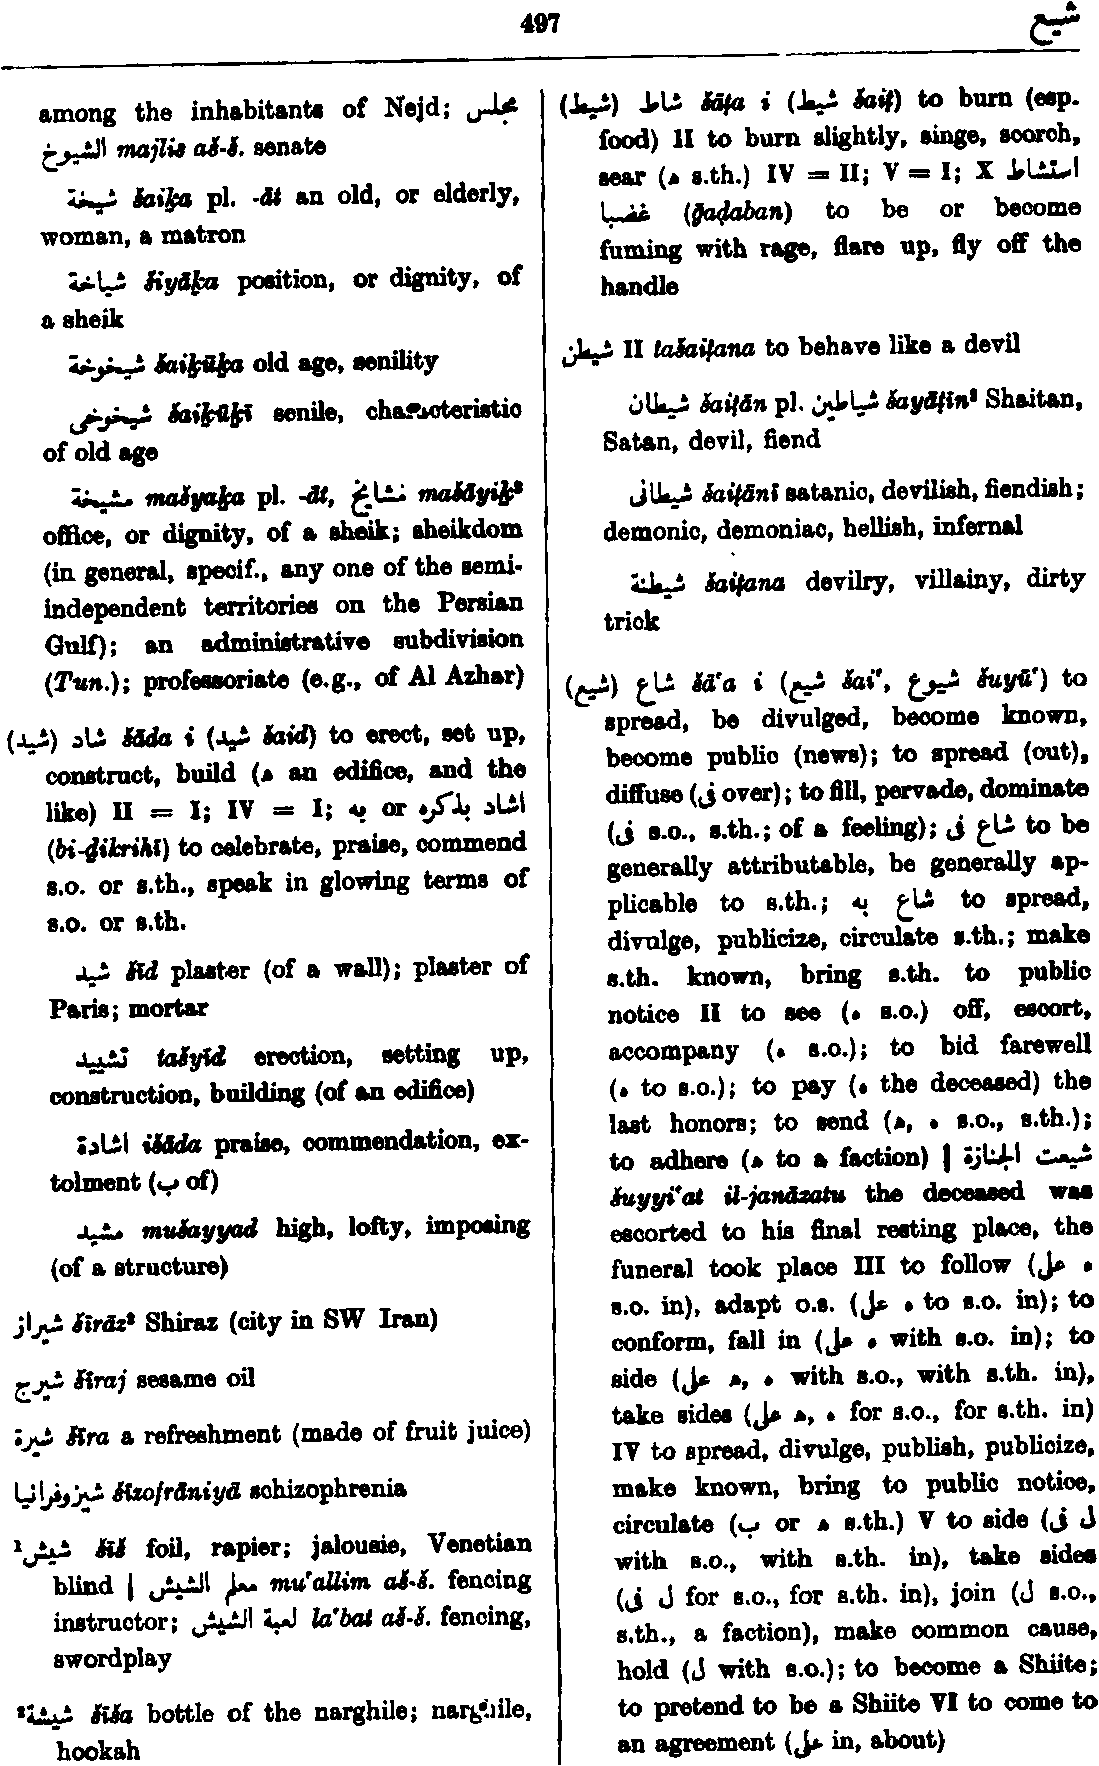 497
شيع
among the inhabitants of Nejd; مجلس
الشيوخ majlis aš-š. senate
شيخة šaiḵa pl. -āt an old, or elderly,
woman, a matron
شياخة šiyāḵa position, or dignity, of
a sheik
شيخوخة šaiḵūḵa old age, senility
شيخوخى šaiḵūḵī senile, characteristic
of old age
مشيخة mašyaḵa pl. -āt, مشايخ mašāyiḵ²
office, or dignity, of a sheik; sheikdom
(in general, specif., any one of the semi-
independent territories on the Persian
Gulf); an administrative subdivision
(Tun.); professoriate (e.g., of Al Azhar)
(شيد) شاد šāda i (شيد šaid) to erect, set up,
construct, build (ه an edifice, and the
like) II = I; IV = I; اشاد بذكره or به
(bi-ḏikrihī) to celebrate, praise, commend
s.o. or s.th., speak in glowing terms of
s.o. or s.th.
شيد šīd plaster (of a wall); plaster of
Paris; mortar
تشييد tašyīd erection, setting up,
construction, building (of an edifice)
اشادة išāda praise, commendation, ex-
tolment (ب of)
مشيد mušayyad high, lofty, imposing
(of a structure)
شيراز šīrāz² Shiraz (city in SW Iran)
شيرج šīraj sesame oil
شيرة šīra a refreshment (made of fruit juice)
شيزوفرانيا šizofrāniyā schizophrenia
¹شيش šīš foil, rapier; jalousie, Venetian
blind | معلم الشيش mu‘allim aš-š. fencing
instructor; لعبة الشيش la‘bat aš-š. fencing,
swordplay
²شيشة šīša bottle of the narghile; narghile,
hookah
(شيط) شاط šāṭa i (شيط šaiṭ) to burn (esp.
food) II to burn slightly, singe, scorch,
sear (ه s.th.) IV = II; V = I; X استشاط
غضبا (ḡaḍaban) to be or become
fuming with rage, flare up, fly off the
handle
شيطن II tašaiṭana to behave like a devil
شيطان šaiṭān pl. شياطين šayāṭīn² Shaitan,
Satan, devil, fiend
شيطانى šaiṭānī satanic, devilish, fiendish;
demonic, demoniac, hellish, infernal
شيطنة šaiṭana devilry, villainy, dirty
trick
(شيع) شاع šā‘a i (شيع šai‘, شيوع šuyū‘) to
spread, be divulged, become known,
become public (news); to spread (out),
diffuse (فى over); to fill, pervade, dominate
(فى s.o., s.th.; of a feeling); شاع فى to be
generally attributable, be generally ap-
plicable to s.th.; شاع به to spread,
divulge, publicize, circulate s.th.; make
s.th. known, bring s.th. to public
notice II to see (ه s.o.) off, escort,
accompany (ه s.o.); to bid farewell
(ه to s.o.); to pay (ه the deceased) the
last honors; to send (ه, ه s.o., s.th.);
to adhere (ه to a faction) | شيعت الجنازة
šuyyi‘at il-janāzatu the deceased was
escorted to his final resting place, the
funeral took place III to follow (ه على
s.o. in), adapt o.s. (ه على to s.o. in); to
conform, fall in (ه على with s.o. in); to
side (ه, ه على with s.o., with s.th. in),
take sides (ه, ه على for s.o., for s.th. in)
IV to spread, divulge, publish, publicize,
make known, bring to public notice,
circulate (ب or ه s.th.) V to side (ل فى
with s.o., with s.th. in), take sides
(ل فى for s.o., for s.th. in), join (ل s.o.,
s.th., a faction), make common cause,
hold (ل with s.o.); to become a Shiite;
to pretend to be a Shiite VI to come to
an agreement (على in, about)